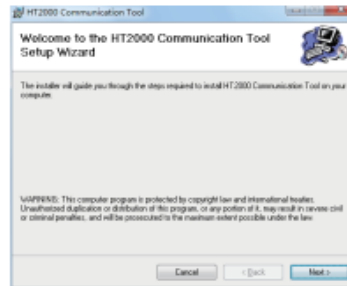 HT2000 Communication Tool
Welcome to the HT2000 Communication Tool
Setup Wizard
The installer will guide you through the steps required to install HT2000 Communication Tool on your
computer.
WARNING: This computer program is protected by copyright law and international treaties.
Unauthorized duplication or distribution of this program, or any portion of it, may result in severe civil
or criminal penalties, and will be prosecuted to the maximum extent possible under the law.
Cancel
< Back
Next >